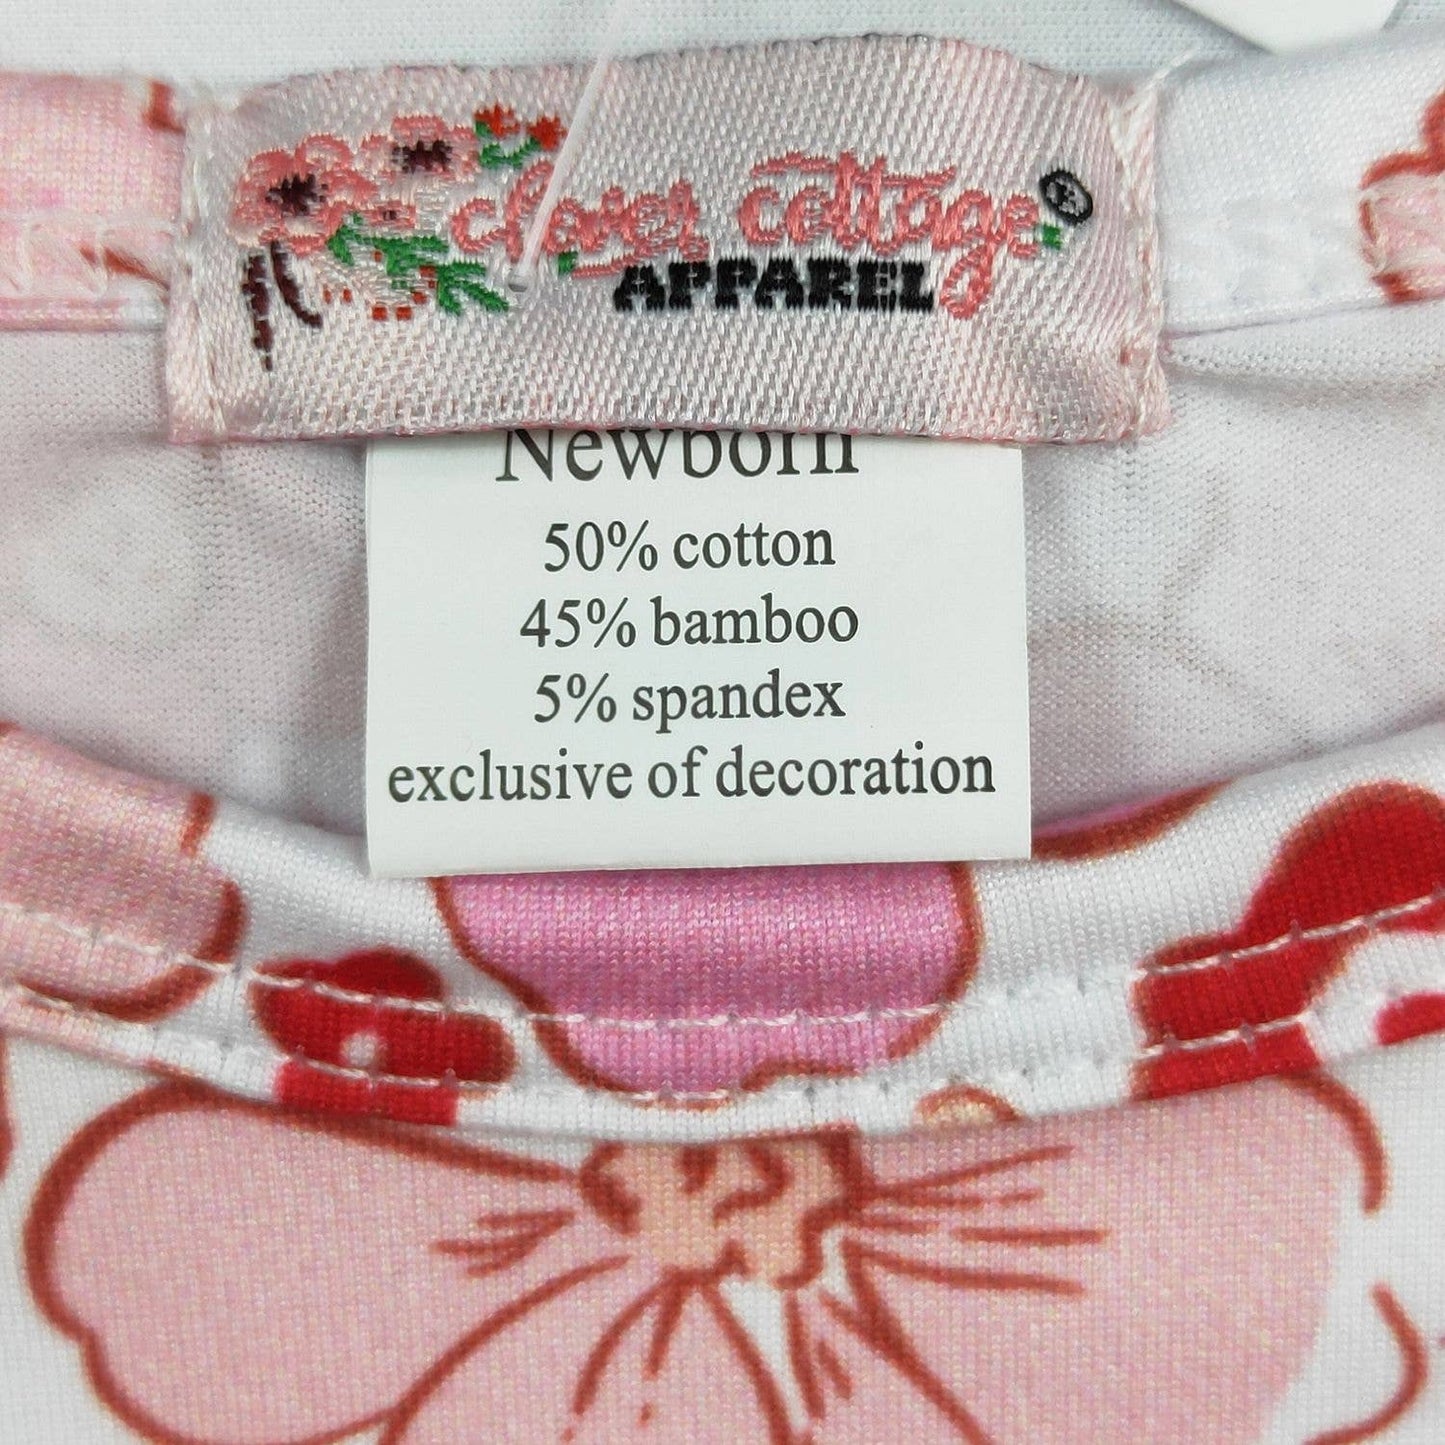 clover cottage®
APPAREL
Newborn
50% cotton
45% bamboo
5% spandex
exclusive of decoration